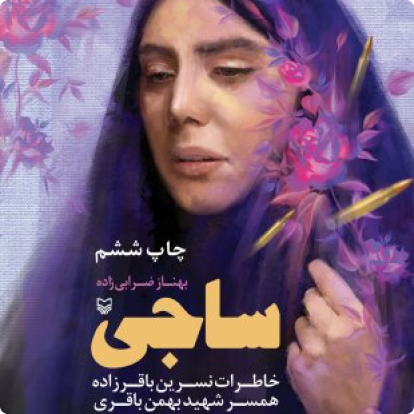 چاپ ششم
بهناز ضرابی‌زاده
ساجی
خاطرات نسرین باقرزاده
همسر شهید بهمن باقری